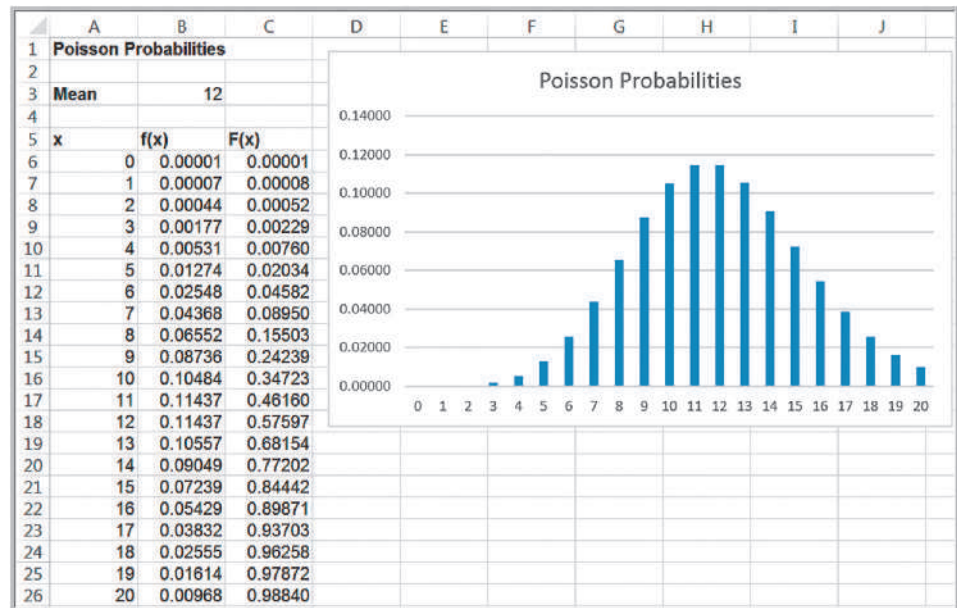 A B C D E F G H I J
1 Poisson Probabilities
2
3 Mean 12
4
5 x f(x) F(x)
6 0 0.00001 0.00001
7 1 0.00007 0.00008
8 2 0.00044 0.00052
9 3 0.00177 0.00229
10 4 0.00531 0.00760
11 5 0.01274 0.02034
12 6 0.02548 0.04582
13 7 0.04368 0.08950
14 8 0.06552 0.15503
15 9 0.08736 0.24239
16 10 0.10484 0.34723
17 11 0.11437 0.46160
18 12 0.11437 0.57597
19 13 0.10557 0.68154
20 14 0.09049 0.77202
21 15 0.07239 0.84442
22 16 0.05429 0.89871
23 17 0.03832 0.93703
24 18 0.02555 0.96258
25 19 0.01614 0.97872
26 20 0.00968 0.98840
Poisson Probabilities
0.14000
0.12000
0.10000
0.08000
0.06000
0.04000
0.02000
0.00000
0 1 2 3 4 5 6 7 8 9 10 11 12 13 14 15 16 17 18 19 20